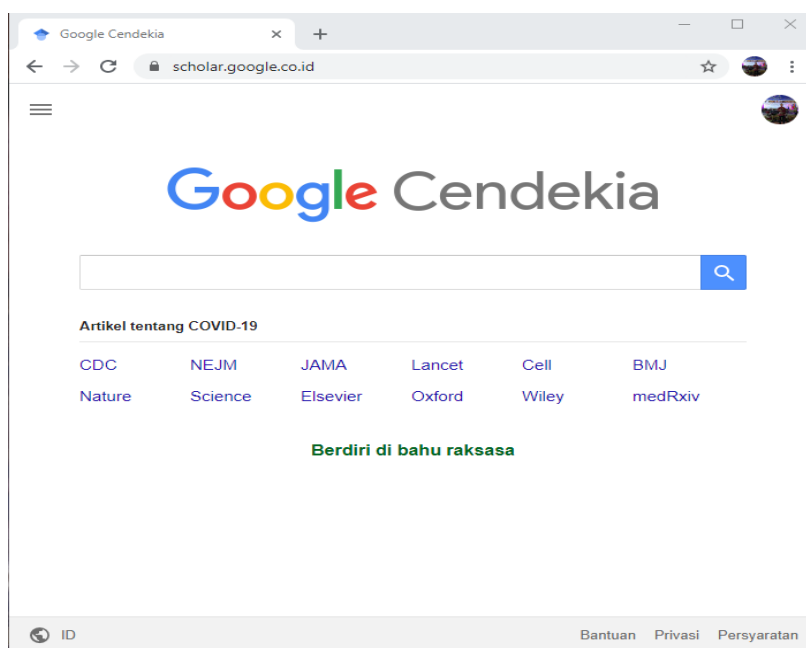 Google Cendekia
scholar.google.co.id
Google Cendekia
Artikel tentang COVID-19
CDC NEJM JAMA Lancet Cell BMJ
Nature Science Elsevier Oxford Wiley medRxiv
Berdiri di bahu raksasa
ID Bantuan Privasi Persyaratan